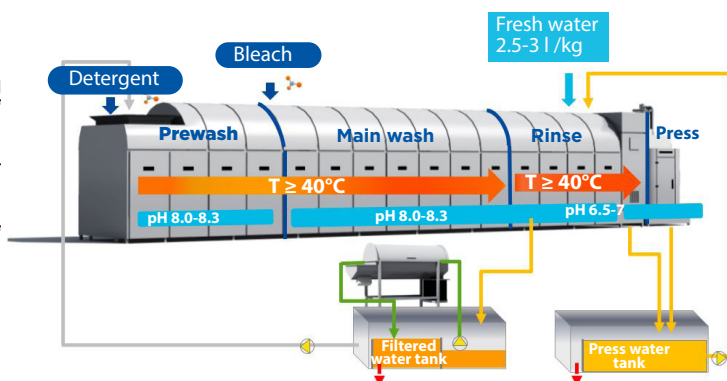 Fresh water
2.5-3 l /kg
Bleach
Detergent
Prewash
Main wash
Rinse
Press
T ≥ 40°C
T ≥ 40°C
pH 8.0-8.3
pH 8.0-8.3
pH 6.5-7
Filtered
water tank
Press water
tank